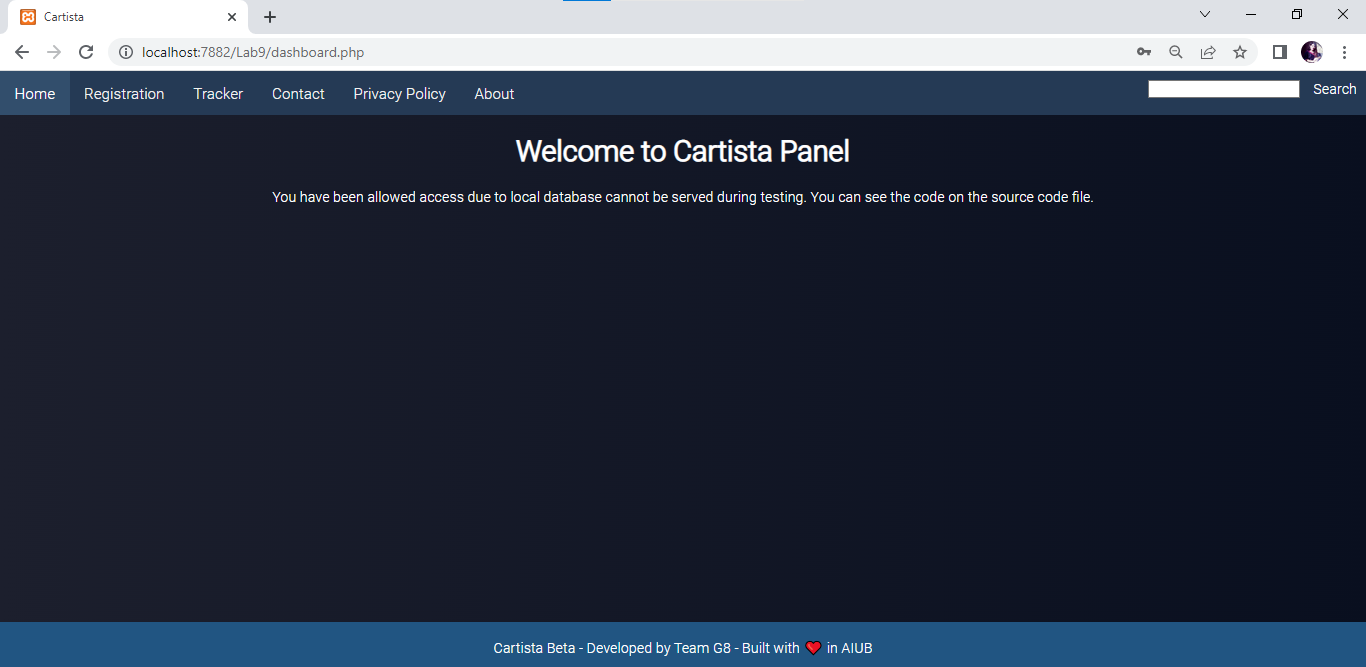 Cartista
localhost:7882/Lab9/dashboard.php
Home Registration Tracker Contact Privacy Policy About Search
Welcome to Cartista Panel
You have been allowed access due to local database cannot be served during testing. You can see the code on the source code file.
Cartista Beta - Developed by Team G8 - Built with ❤ in AIUB